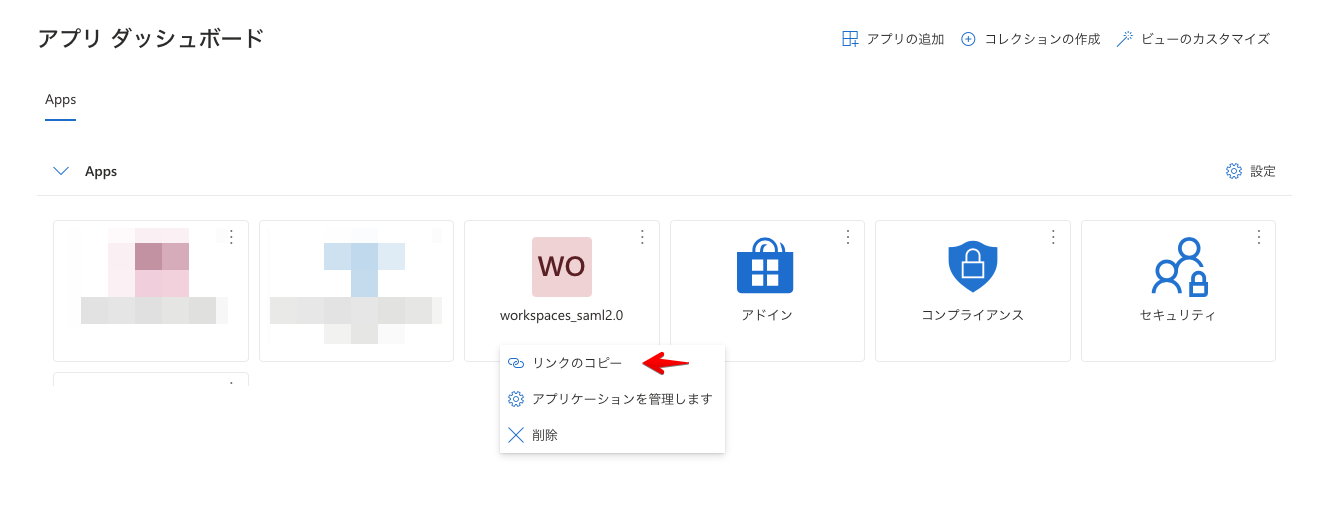 アプリ ダッシュボード
アプリの追加
コレクションの作成
ビューのカスタマイズ
Apps
Apps
設定
WO
workspaces_saml2.0
アドイン
コンプライアンス
セキュリティ
リンクのコピー
アプリケーションを管理します
削除